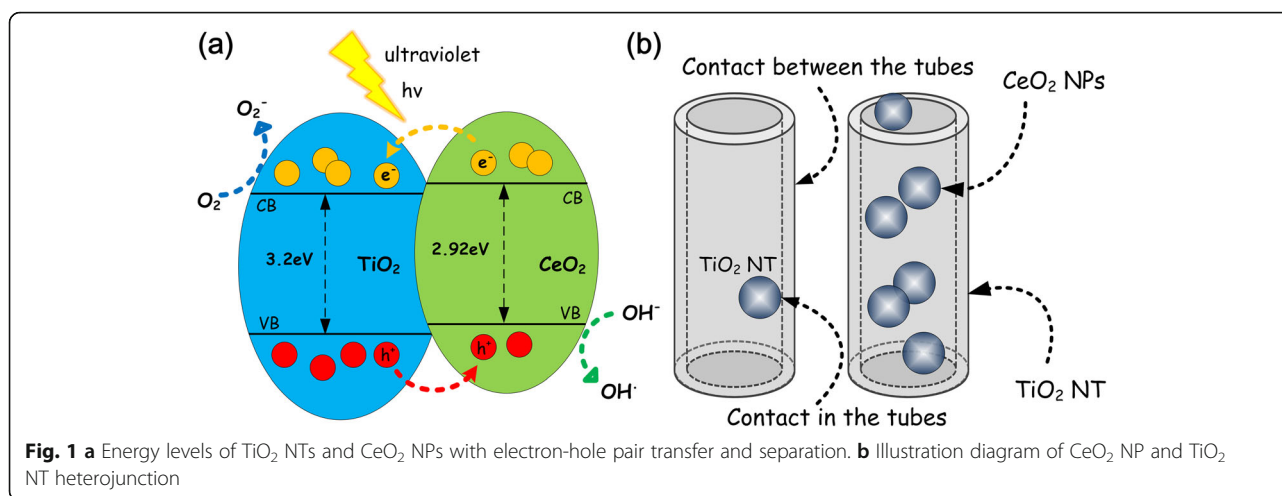 (a)
ultraviolet
hv
O₂⁻
O₂
e⁻
e⁻
CB
CB
3.2eV
TiO₂
2.92eV
CeO₂
VB
VB
h⁺
h⁺
OH⁻
OH·
(b)
Contact between the tubes
CeO₂ NPs
TiO₂ NT
Contact in the tubes
TiO₂ NT
Fig. 1 a Energy levels of TiO₂ NTs and CeO₂ NPs with electron-hole pair transfer and separation. b Illustration diagram of CeO₂ NP and TiO₂
NT heterojunction